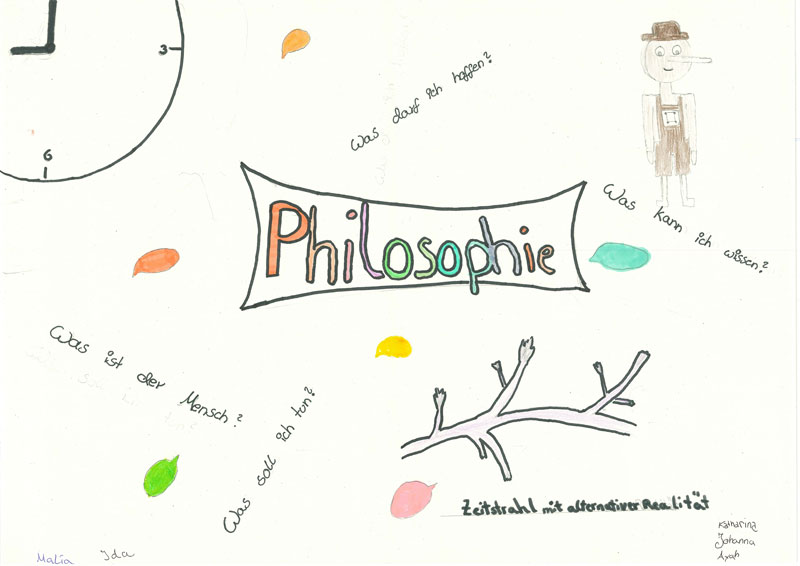 3
6
Was darf ich hoffen?
Philosophie
Was kann ich wissen?
Was ist der Mensch?
Was soll ich tun?
Zeitstrahl mit alternativer Realität
Katharina
Johanna
Ayah
Malia Ida